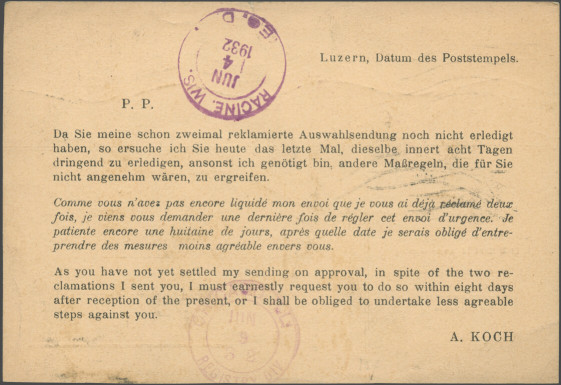 RACINE, WIS.
JUN
4
1932
Luzern, Datum des Poststempels.
P. P.
Da Sie meine schon zweimal reklamierte Auswahlsendung noch nicht erledigt
haben, so ersuche ich Sie heute das letzte Mal, dieselbe innert acht Tagen
dringend zu erledigen, ansonst ich genötigt bin, andere Maßregeln, die für Sie
nicht angenehm wären, zu ergreifen.
Comme vous n'avez pas encore liquidé mon envoi que je vous ai déjà réclamé deux
fois, je viens vous demander une dernière fois de régler cet envoi d'urgence. Je
patiente encore une huitaine de jours, après quelle date je serais obligé d'entre-
prendre des mesures moins agréable envers vous.
As you have not yet settled my sending on approval, in spite of the two re-
clamations I sent you, I must earnestly request you to do so within eight days
after reception of the present, or I shall be obliged to undertake less agreable
steps against you.
JUN
A. KOCH